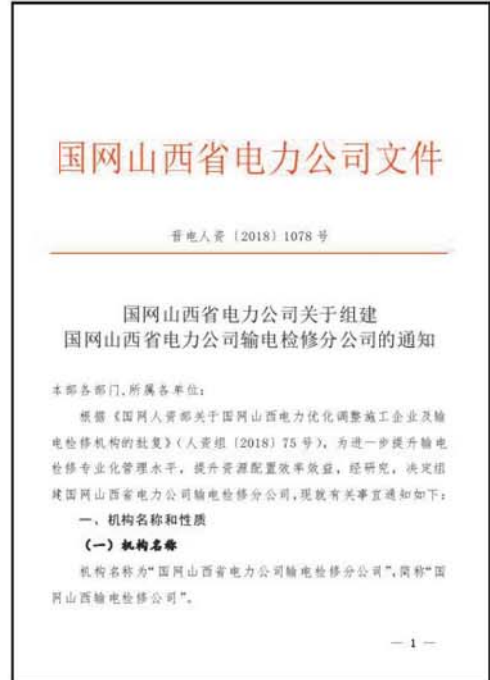 国网山西省电力公司文件
晋电人资〔2018〕1078 号
国网山西省电力公司关于组建
国网山西省电力公司输电检修分公司的通知
本部各部门、所属各单位：
根据《国网人资部关于国网山西电力优化调整施工企业及输
电检修机构的批复》（人资组〔2018〕75 号），为进一步提升输电
检修专业化管理水平，提升资源配置效率效益，经研究，决定组
建国网山西省电力公司输电检修分公司，现就有关事宜通知如下：
一、机构名称和性质
（一）机构名称
机构名称为“国网山西省电力公司输电检修分公司”，简称“国
网山西输电检修公司”。
— 1 —